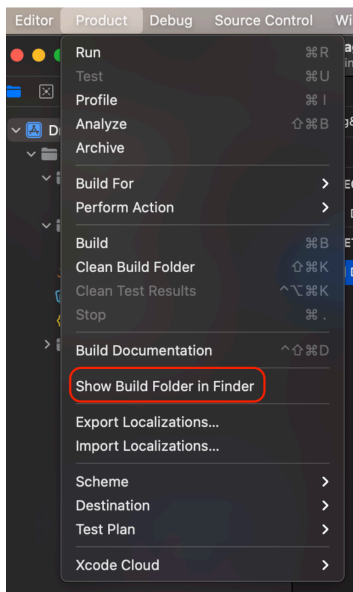 Editor Product Debug Source Control Wi
Run ⌘R
Test ⌘U
Profile ⌘I
Analyze ⇧⌘B
Archive
Build For >
Perform Action >
Build ⌘B
Clean Build Folder ⇧⌘K
Clean Test Results ^⌥⌘K
Stop ⌘.
Build Documentation ^⇧⌘D
Show Build Folder in Finder
Export Localizations...
Import Localizations...
Scheme >
Destination >
Test Plan >
Xcode Cloud >